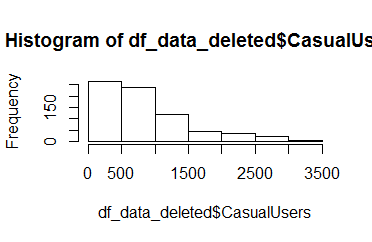 Histogram of df_data_deleted$CasualUs
Frequency
150
0
0 500 1500 2500 3500
df_data_deleted$CasualUsers